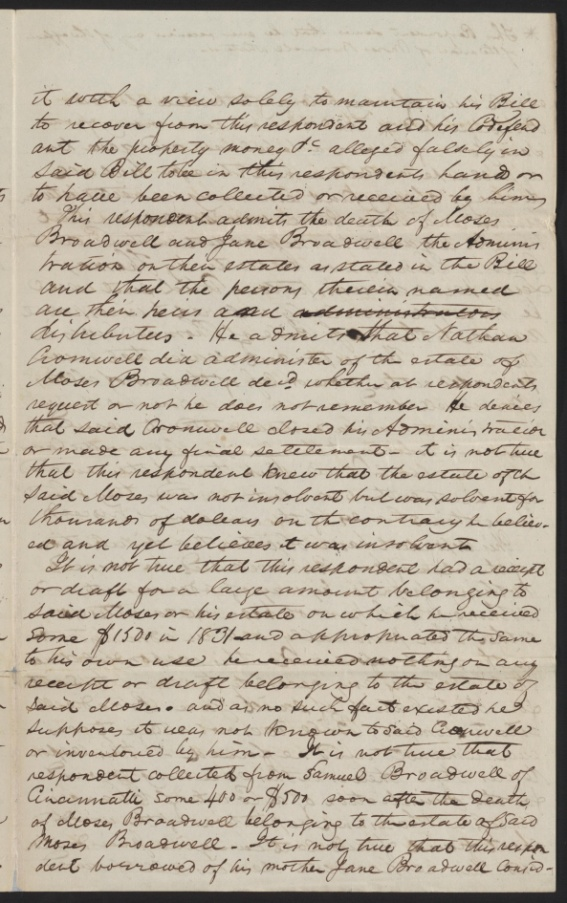 it with a view solely to maintain his Bill
to recover from this respondent and his Codefend
ant the property money &c alleged falsely in
said Bill to be in this respondents hand or
to have been collected or received by him
This respondent admits the death of Moses
Broadwell and Jane Broadwell the Adminis
tration on their estates as stated in the Bill
and that the persons therein named
are their heirs and administrators
distributees. He admits that Nathan
Cromwell did administer of the estate of
Moses Broadwell decd whether at respondents
request or not he does not remember He denies
that said Cromwell closed his Administration
or made any final settlement - it is not true
that this respondent knew that the estate of the
said Moses was not insolvent but was solvent for
thousands of dollars on the contrary he believ-
ed and yet believes it was insolvent
It is not true that this respondent had a receipt
or draft for a large amount belonging to
said Moses or his estate on which he received
some $1500 in 1831 and appropriated the same
to his own use he received nothing on any
receipt or draft belonging to the estate of
said Moses. and as no such fact existed he
supposes it was not known to said Cromwell
or inventoried by him - It is not true that
respondent collected from Samuel Broadwell of
Cincinnatti some 400 or $500 soon after the death
of Moses Broadwell belonging to the estate of said
Moses Broadwell - It is not true that this respon
dent borrowed of his mother Jane Broadwell consid-